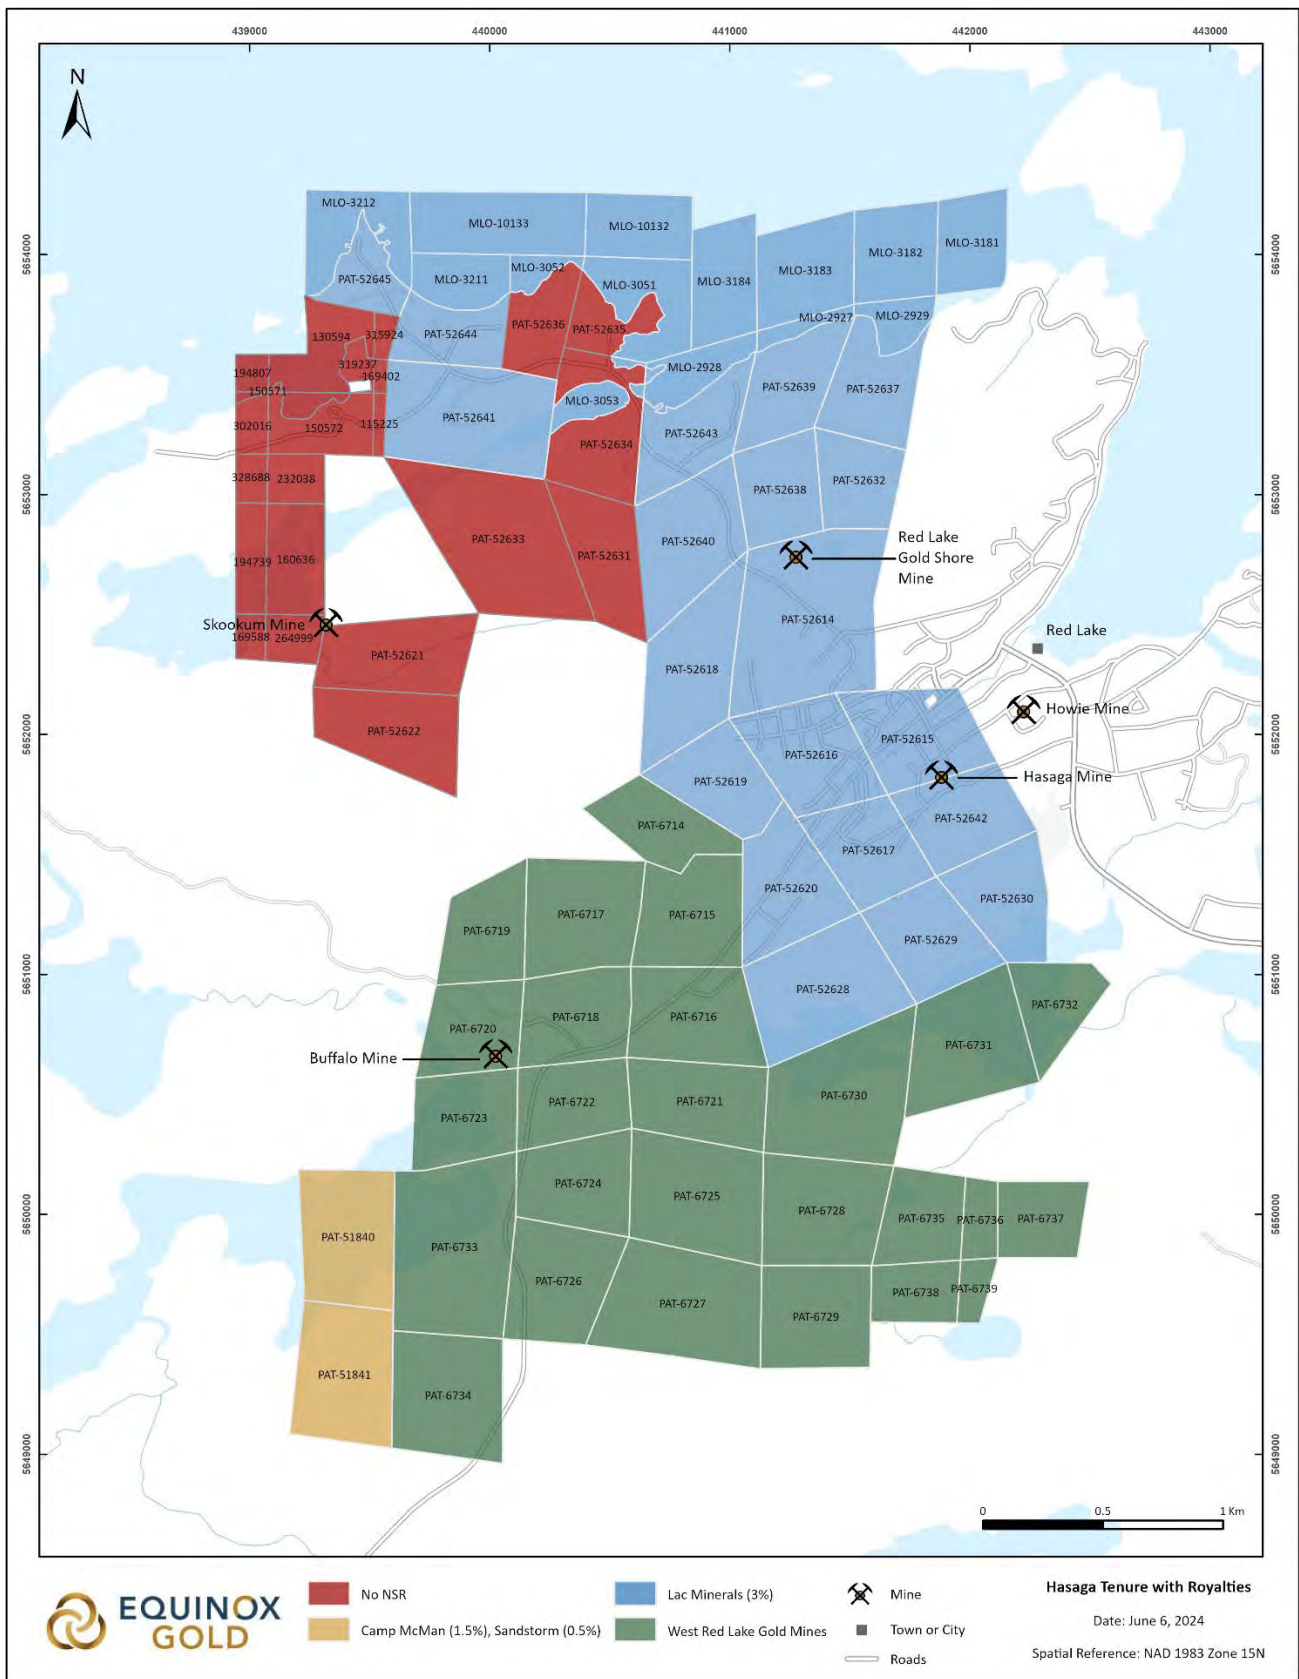 439000 440000 441000 442000 443000
N
MLO-3212
MLO-10133
MLO-10132
MLO-3181
MLO-3182
5654000
5654000
MLO-3052
MLO-3183
PAT-52645
MLO-3211
MLO-3184
MLO-3051
MLO-2927
MLO-2929
130594
315924
PAT-52644
PAT-52636
PAT-52635
319237
194807
169402
MLO-2928
PAT-52639
PAT-52637
150571
MLO-3053
302016
150572
115225
PAT-52641
PAT-52643
PAT-52634
328688
232038
PAT-52632
PAT-52638
5653000
5653000
PAT-52633
PAT-52640
Red Lake
Gold Shore
Mine
194739
160636
PAT-52631
Skookum Mine
169588
264999
PAT-52614
Red Lake
PAT-52621
PAT-52618
Howie Mine
PAT-52622
5652000
5652000
PAT-52615
PAT-52616
Hasaga Mine
PAT-52619
PAT-6714
PAT-52642
PAT-52617
PAT-52620
PAT-52630
PAT-6719
PAT-6717
PAT-6715
PAT-52629
5651000
5651000
PAT-52628
PAT-6732
PAT-6720
PAT-6718
PAT-6716
PAT-6731
Buffalo Mine
PAT-6723
PAT-6722
PAT-6721
PAT-6730
PAT-6724
PAT-6725
PAT-6728
5650000
5650000
PAT-6735
PAT-6736
PAT-6737
PAT-51840
PAT-6733
PAT-6726
PAT-6727
PAT-6729
PAT-6738
PAT-6739
PAT-51841
PAT-6734
5649000
5649000
0 0.5 1 Km
EQUINOX
GOLD
No NSR
Camp McMan (1.5%), Sandstorm (0.5%)
Lac Minerals (3%)
West Red Lake Gold Mines
Mine
Town or City
Roads
Hasaga Tenure with Royalties
Date: June 6, 2024
Spatial Reference: NAD 1983 Zone 15N